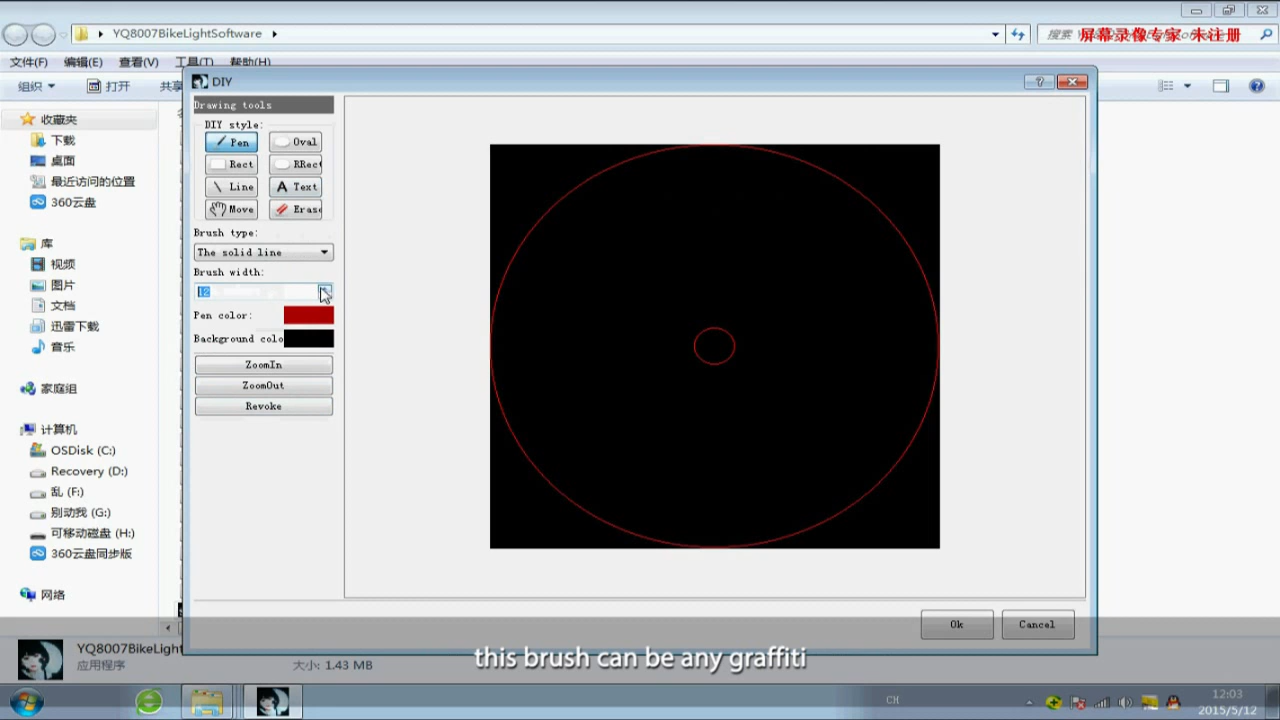 YQ8007BikeLightSoftware
搜索
屏幕录像专家 未注册
文件(F) 编辑(E) 查看(V) 工具(T) 帮助(H)
组织 打开 共享
DIY
Drawing tools
DIY style:
Pen Oval
Rect RRect
Line Text
Move Erase
Brush type:
The solid line
Brush width:
12
Pen color:
Background colo
ZoomIn
ZoomOut
Revoke
收藏夹
下载
桌面
最近访问的位置
360云盘
库
视频
图片
文档
迅雷下载
音乐
家庭组
计算机
OSDisk (C:)
Recovery (D:)
乱 (F:)
别动我 (G:)
可移动磁盘 (H:)
360云盘同步版
网络
Ok Cancel
YQ8007BikeLight
应用程序
大小: 1.43 MB
this brush can be any graffiti
CH
12:03
2015/5/12